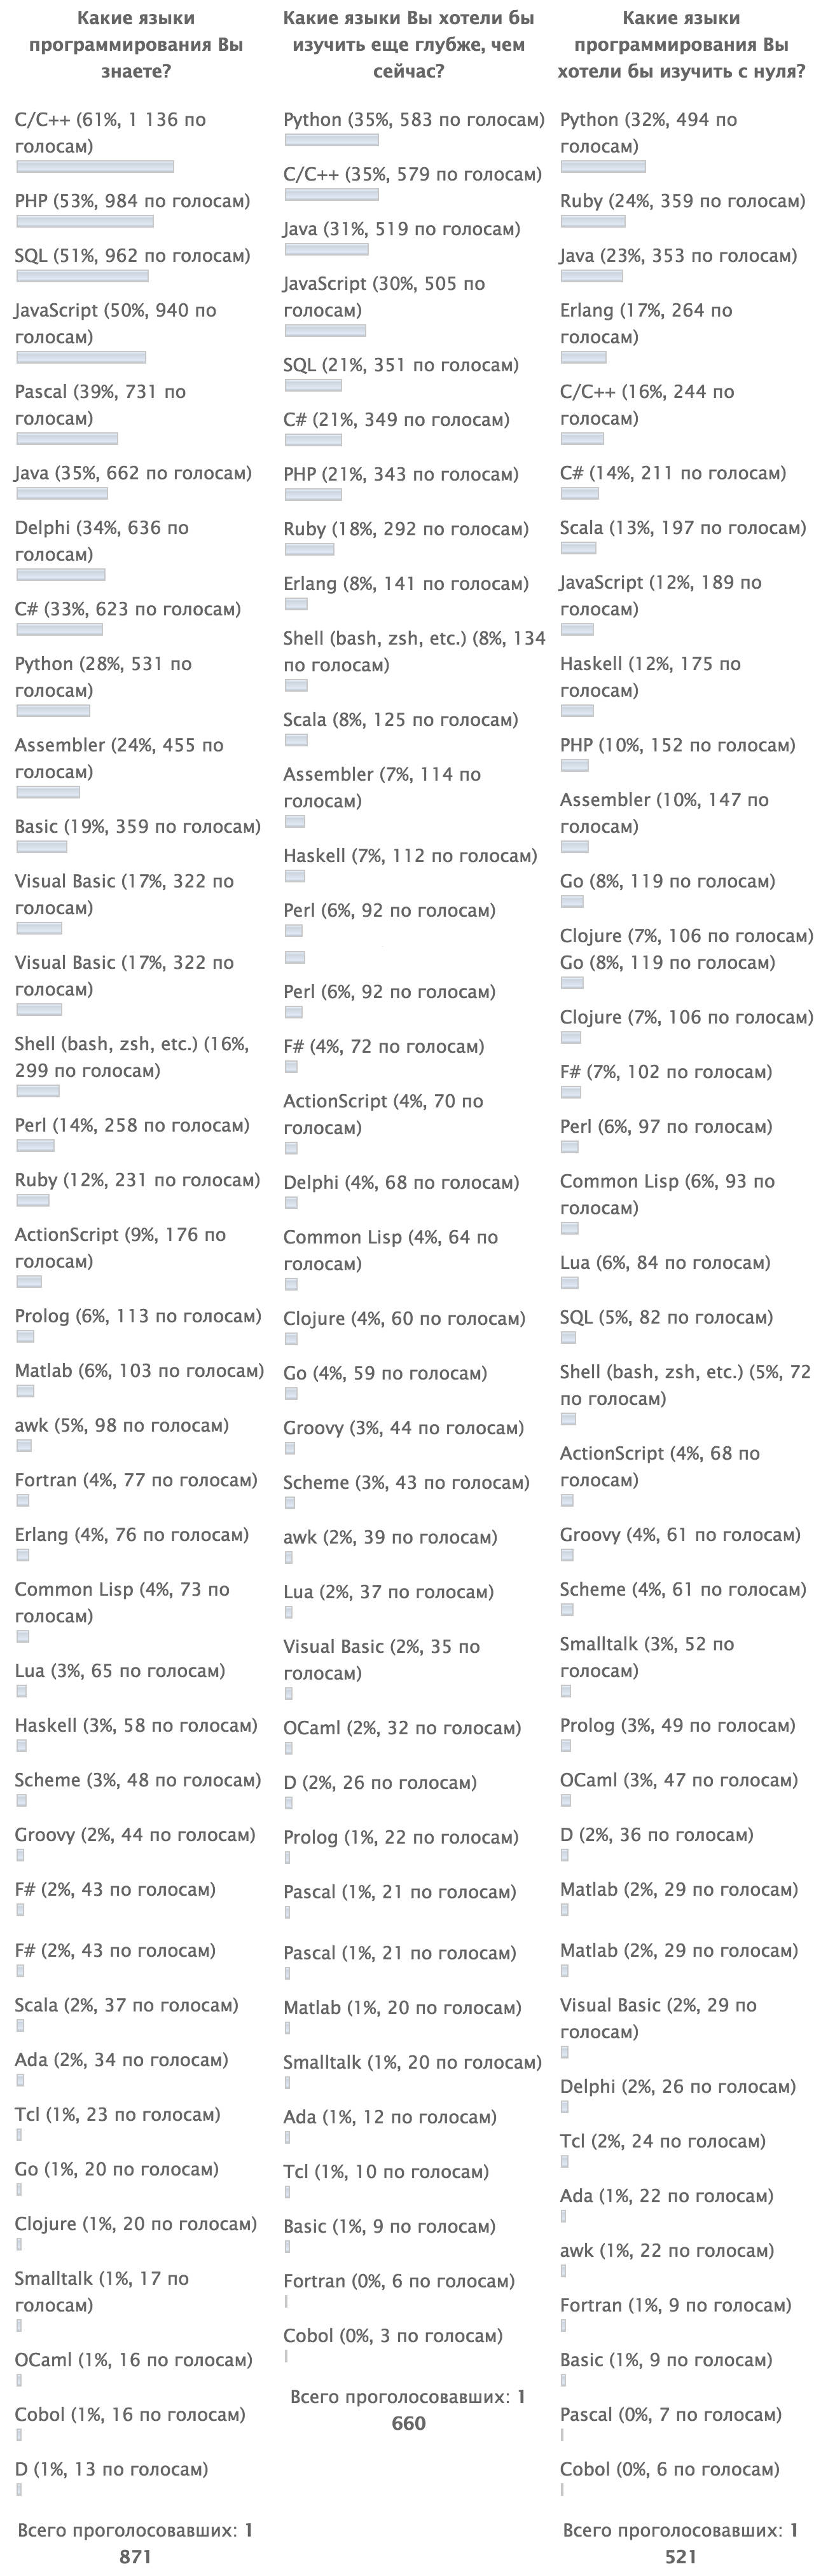 Какие языки
программирования Вы
знаете?
C/C++ (61%, 1 136 по
голосам)
PHP (53%, 984 по голосам)
SQL (51%, 962 по голосам)
JavaScript (50%, 940 по
голосам)
Pascal (39%, 731 по
голосам)
Java (35%, 662 по голосам)
Delphi (34%, 636 по
голосам)
C# (33%, 623 по голосам)
Python (28%, 531 по
голосам)
Assembler (24%, 455 по
голосам)
Basic (19%, 359 по голосам)
Visual Basic (17%, 322 по
голосам)
Visual Basic (17%, 322 по
голосам)
Shell (bash, zsh, etc.) (16%,
299 по голосам)
Perl (14%, 258 по голосам)
Ruby (12%, 231 по голосам)
ActionScript (9%, 176 по
голосам)
Prolog (6%, 113 по голосам)
Matlab (6%, 103 по голосам)
awk (5%, 98 по голосам)
Fortran (4%, 77 по голосам)
Erlang (4%, 76 по голосам)
Common Lisp (4%, 73 по
голосам)
Lua (3%, 65 по голосам)
Haskell (3%, 58 по голосам)
Scheme (3%, 48 по голосам)
Groovy (2%, 44 по голосам)
F# (2%, 43 по голосам)
F# (2%, 43 по голосам)
Scala (2%, 37 по голосам)
Ada (2%, 34 по голосам)
Tcl (1%, 23 по голосам)
Go (1%, 20 по голосам)
Clojure (1%, 20 по голосам)
Smalltalk (1%, 17 по
голосам)
OCaml (1%, 16 по голосам)
Cobol (1%, 16 по голосам)
D (1%, 13 по голосам)
Всего проголосовавших: 1
871
Какие языки Вы хотели бы
изучить еще глубже, чем
сейчас?
Python (35%, 583 по голосам)
C/C++ (35%, 579 по голосам)
Java (31%, 519 по голосам)
JavaScript (30%, 505 по
голосам)
SQL (21%, 351 по голосам)
C# (21%, 349 по голосам)
PHP (21%, 343 по голосам)
Ruby (18%, 292 по голосам)
Erlang (8%, 141 по голосам)
Shell (bash, zsh, etc.) (8%, 134
по голосам)
Scala (8%, 125 по голосам)
Assembler (7%, 114 по
голосам)
Haskell (7%, 112 по голосам)
Perl (6%, 92 по голосам)
Perl (6%, 92 по голосам)
F# (4%, 72 по голосам)
ActionScript (4%, 70 по
голосам)
Delphi (4%, 68 по голосам)
Common Lisp (4%, 64 по
голосам)
Clojure (4%, 60 по голосам)
Go (4%, 59 по голосам)
Groovy (3%, 44 по голосам)
Scheme (3%, 43 по голосам)
awk (2%, 39 по голосам)
Lua (2%, 37 по голосам)
Visual Basic (2%, 35 по
голосам)
OCaml (2%, 32 по голосам)
D (2%, 26 по голосам)
Prolog (1%, 22 по голосам)
Pascal (1%, 21 по голосам)
Pascal (1%, 21 по голосам)
Matlab (1%, 20 по голосам)
Smalltalk (1%, 20 по голосам)
Ada (1%, 12 по голосам)
Tcl (1%, 10 по голосам)
Basic (1%, 9 по голосам)
Fortran (0%, 6 по голосам)
Cobol (0%, 3 по голосам)
Всего проголосовавших: 1
660
Какие языки
программирования Вы
хотели бы изучить с нуля?
Python (32%, 494 по
голосам)
Ruby (24%, 359 по голосам)
Java (23%, 353 по голосам)
Erlang (17%, 264 по
голосам)
C/C++ (16%, 244 по
голосам)
C# (14%, 211 по голосам)
Scala (13%, 197 по голосам)
JavaScript (12%, 189 по
голосам)
Haskell (12%, 175 по
голосам)
PHP (10%, 152 по голосам)
Assembler (10%, 147 по
голосам)
Go (8%, 119 по голосам)
Clojure (7%, 106 по голосам)
Go (8%, 119 по голосам)
Clojure (7%, 106 по голосам)
F# (7%, 102 по голосам)
Perl (6%, 97 по голосам)
Common Lisp (6%, 93 по
голосам)
Lua (6%, 84 по голосам)
SQL (5%, 82 по голосам)
Shell (bash, zsh, etc.) (5%, 72
по голосам)
ActionScript (4%, 68 по
голосам)
Groovy (4%, 61 по голосам)
Scheme (4%, 61 по голосам)
Smalltalk (3%, 52 по
голосам)
Prolog (3%, 49 по голосам)
OCaml (3%, 47 по голосам)
D (2%, 36 по голосам)
Matlab (2%, 29 по голосам)
Matlab (2%, 29 по голосам)
Visual Basic (2%, 29 по
голосам)
Delphi (2%, 26 по голосам)
Tcl (2%, 24 по голосам)
Ada (1%, 22 по голосам)
awk (1%, 22 по голосам)
Fortran (1%, 9 по голосам)
Basic (1%, 9 по голосам)
Pascal (0%, 7 по голосам)
Cobol (0%, 6 по голосам)
Всего проголосовавших: 1
521